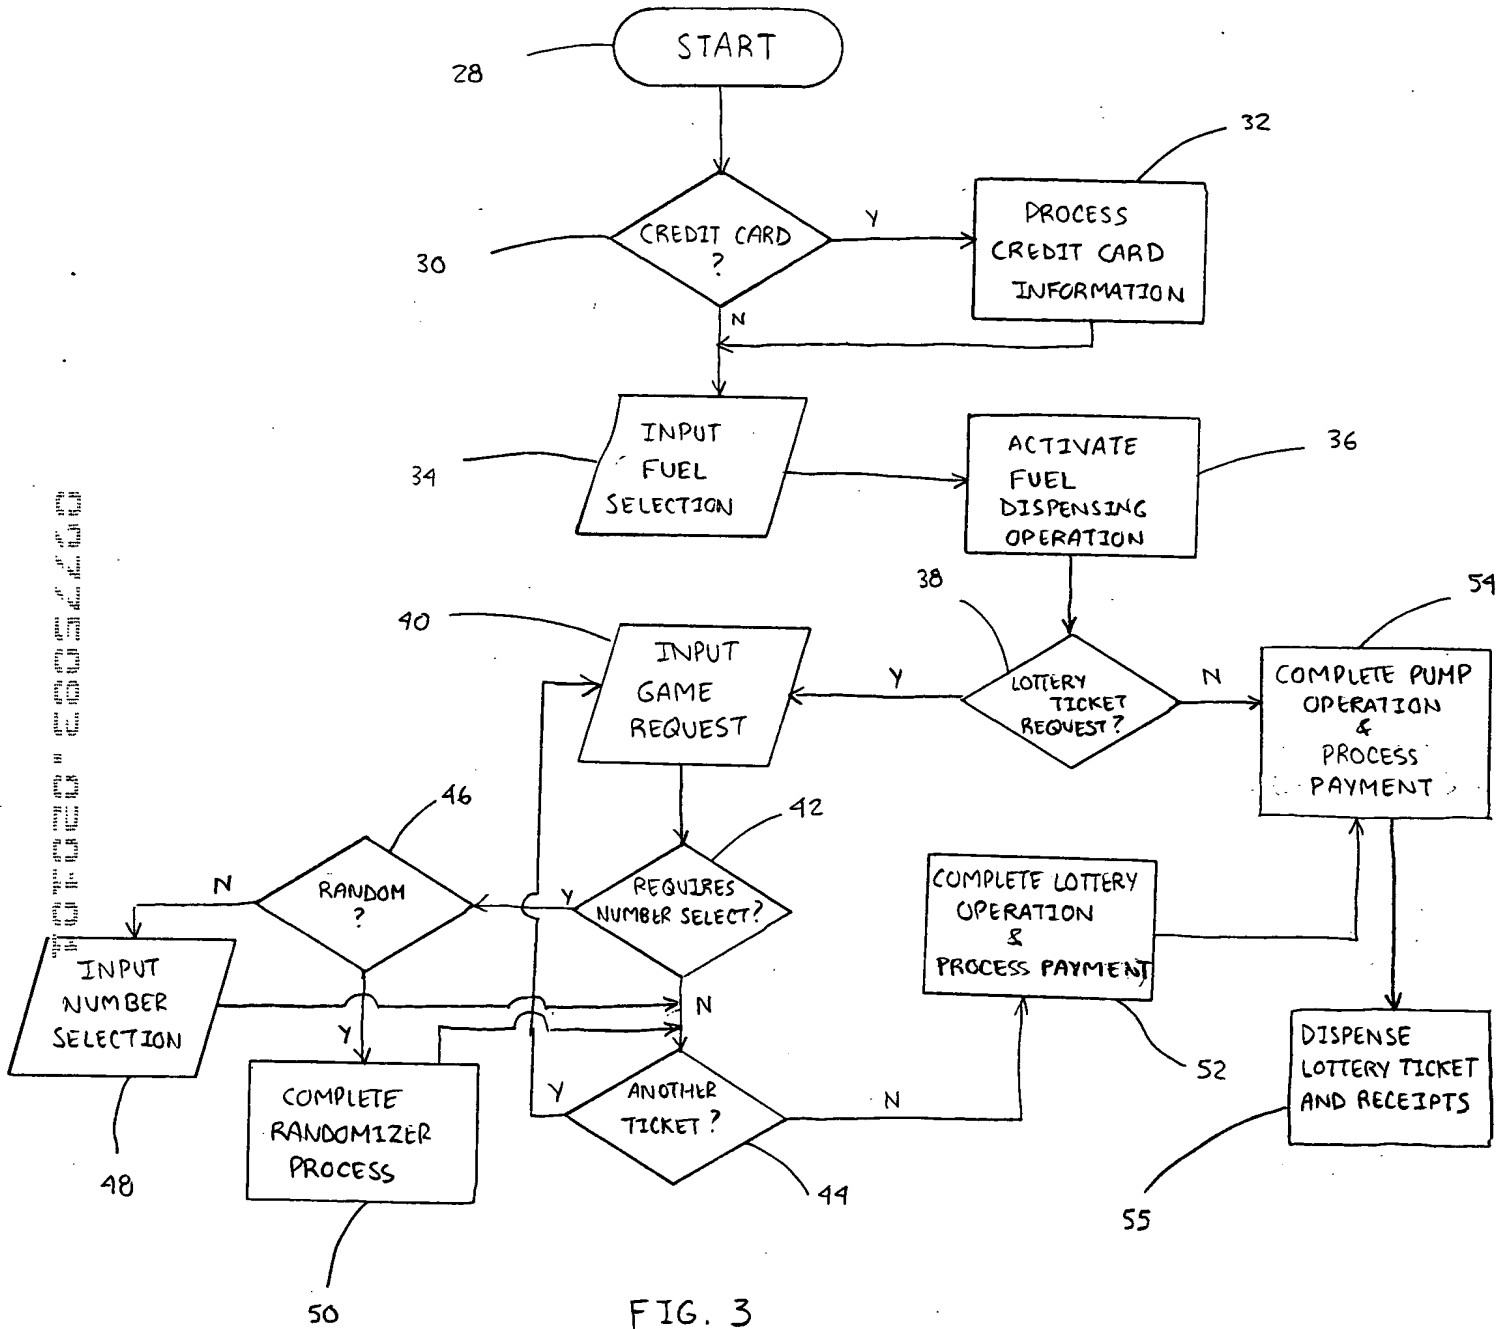 START
28
32
PROCESS
CREDIT CARD
INFORMATION
Y
CREDIT CARD
?
30
N
INPUT
FUEL
SELECTION
34
ACTIVATE
FUEL
DISPENSING
OPERATION
36
38
54
40
INPUT
GAME
REQUEST
Y
LOTTERY
TICKET
REQUEST?
N
COMPLETE PUMP
OPERATION
&
PROCESS
PAYMENT
46
42
N
RANDOM
?
Y
REQUIRES
NUMBER SELECT?
COMPLETE LOTTERY
OPERATION
&
PROCESS PAYMENT
INPUT
NUMBER
SELECTION
N
Y
52
DISPENSE
LOTTERY TICKET
AND RECEIPTS
COMPLETE
RANDOMIZER
PROCESS
Y
ANOTHER
TICKET?
N
48
44
55
50
FIG. 3